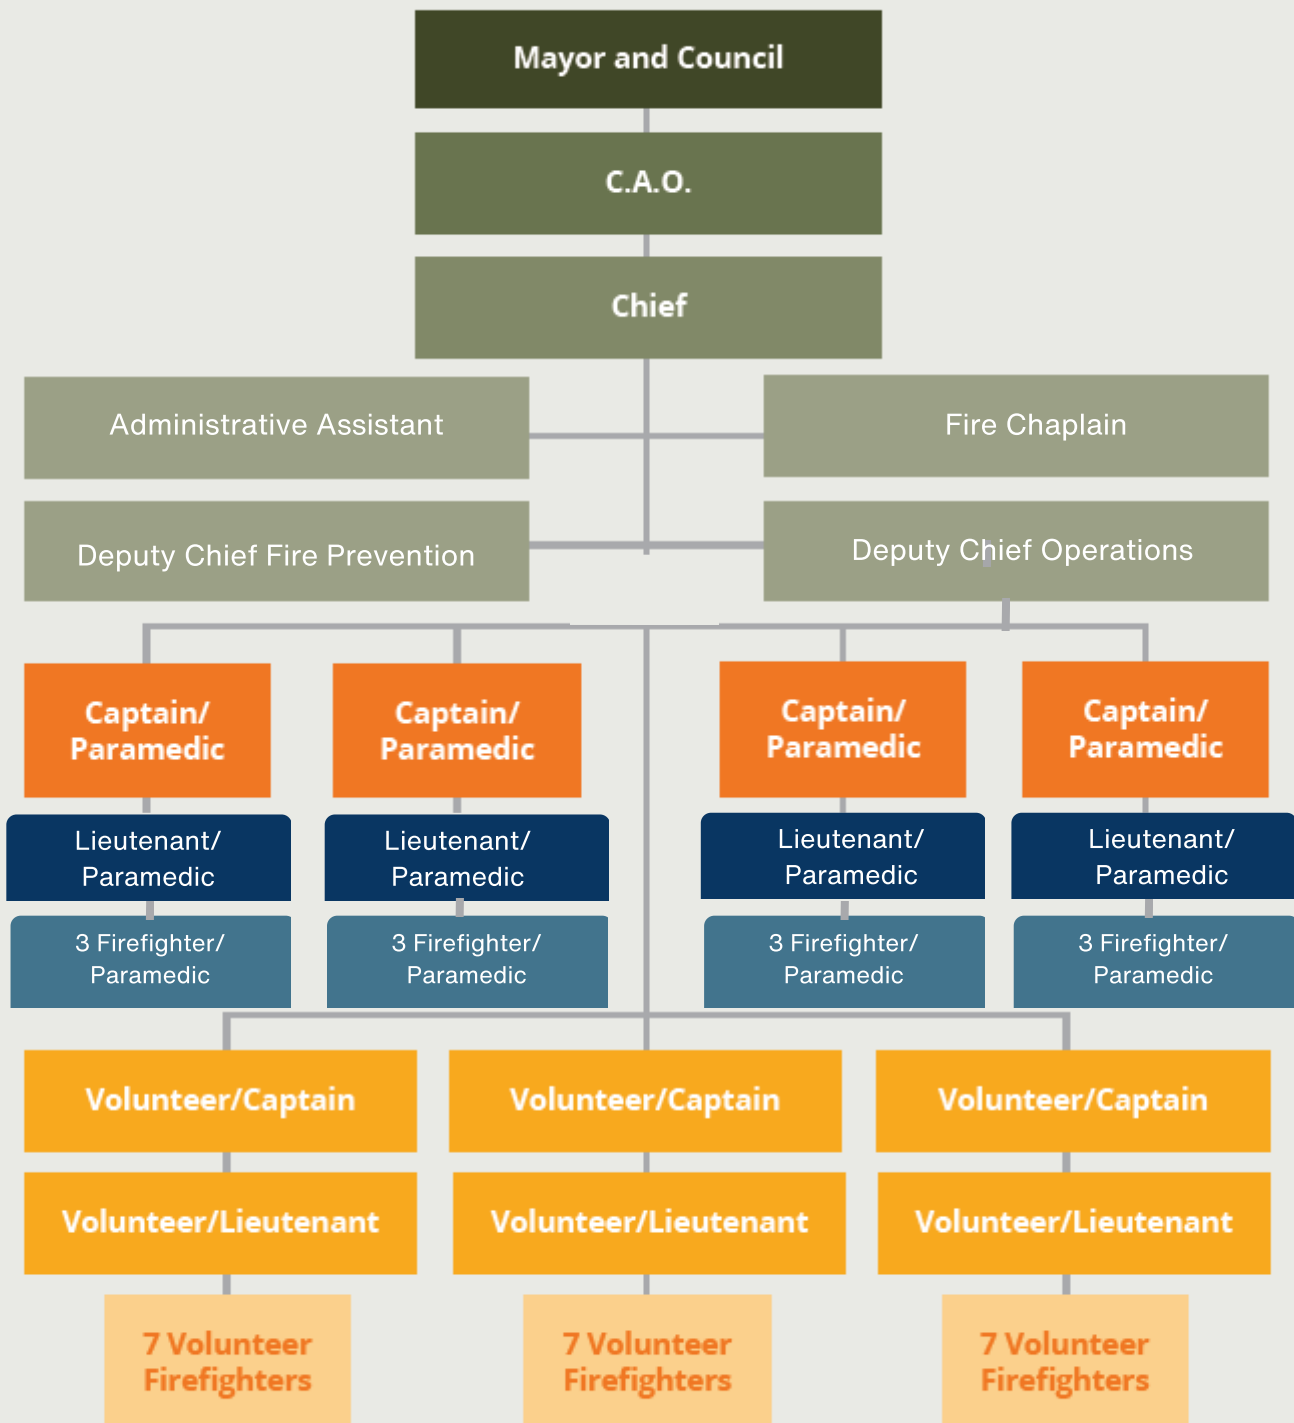 Mayor and Council
C.A.O.
Chief
Administrative Assistant
Fire Chaplain
Deputy Chief Fire Prevention
Deputy Chief Operations
Captain/
Paramedic
Captain/
Paramedic
Captain/
Paramedic
Captain/
Paramedic
Lieutenant/
Paramedic
Lieutenant/
Paramedic
Lieutenant/
Paramedic
Lieutenant/
Paramedic
3 Firefighter/
Paramedic
3 Firefighter/
Paramedic
3 Firefighter/
Paramedic
3 Firefighter/
Paramedic
Volunteer/Captain
Volunteer/Captain
Volunteer/Captain
Volunteer/Lieutenant
Volunteer/Lieutenant
Volunteer/Lieutenant
7 Volunteer
Firefighters
7 Volunteer
Firefighters
7 Volunteer
Firefighters